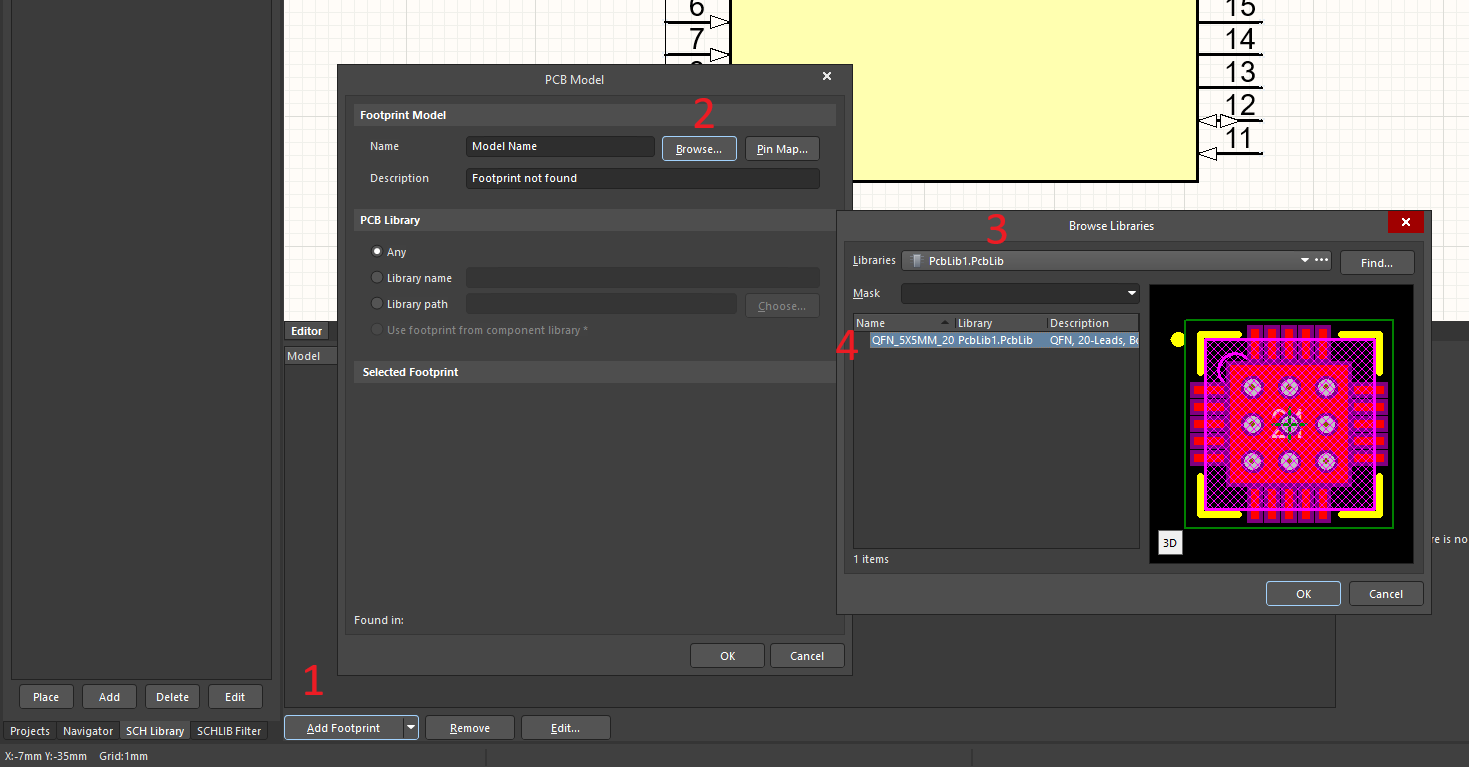 6
15
7
14
13
12
11
PCB Model
2
Footprint Model
Name
Model Name
Browse...
Pin Map...
Description
Footprint not found
PCB Library
Any
Library name
Library path
Choose...
Use footprint from component library *
Selected Footprint
Found in:
OK
Cancel
3
Browse Libraries
Libraries
PcbLib1.PcbLib
Find...
Mask
Name
Library
Description
4
QFN_5X5MM_20
PcbLib1.PcbLib
QFN, 20-Leads, Bo
21
3D
1 items
OK
Cancel
Editor
Model
re is no
1
Place
Add
Delete
Edit
Projects
Navigator
SCH Library
SCHLIB Filter
Add Footprint
Remove
Edit...
X:-7mm Y:-35mm
Grid:1mm